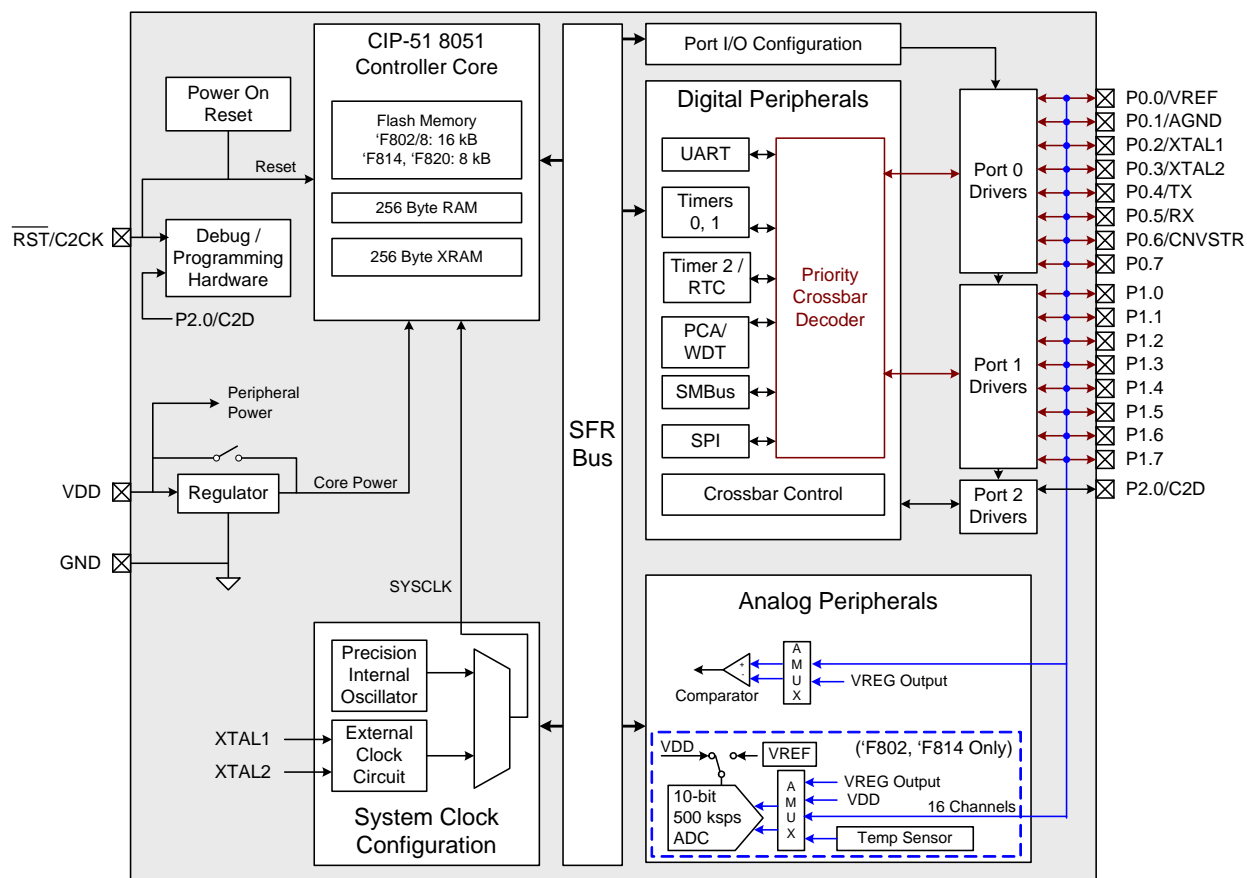 CIP-51 8051
Controller Core
Flash Memory
‘F802/8: 16 kB
‘F814, ‘F820: 8 kB
256 Byte RAM
256 Byte XRAM
Power On
Reset
Reset
RST/C2CK
Debug /
Programming
Hardware
P2.0/C2D
Peripheral
Power
VDD
Regulator
Core Power
GND
SYSCLK
Precision
Internal
Oscillator
XTAL1
XTAL2
External
Clock
Circuit
System Clock
Configuration
SFR
Bus
Port I/O Configuration
Digital Peripherals
UART
Timers
0, 1
Timer 2 /
RTC
PCA/
WDT
SMBus
SPI
Priority
Crossbar
Decoder
Crossbar Control
Port 0
Drivers
Port 1
Drivers
Port 2
Drivers
P0.0/VREF
P0.1/AGND
P0.2/XTAL1
P0.3/XTAL2
P0.4/TX
P0.5/RX
P0.6/CNVSTR
P0.7
P1.0
P1.1
P1.2
P1.3
P1.4
P1.5
P1.6
P1.7
P2.0/C2D
Analog Peripherals
+
-
Comparator
A
M
U
X
VREG Output
(‘F802, ‘F814 Only)
VDD
VREF
10-bit
500 ksps
ADC
A
M
U
X
VREG Output
VDD
16 Channels
Temp Sensor